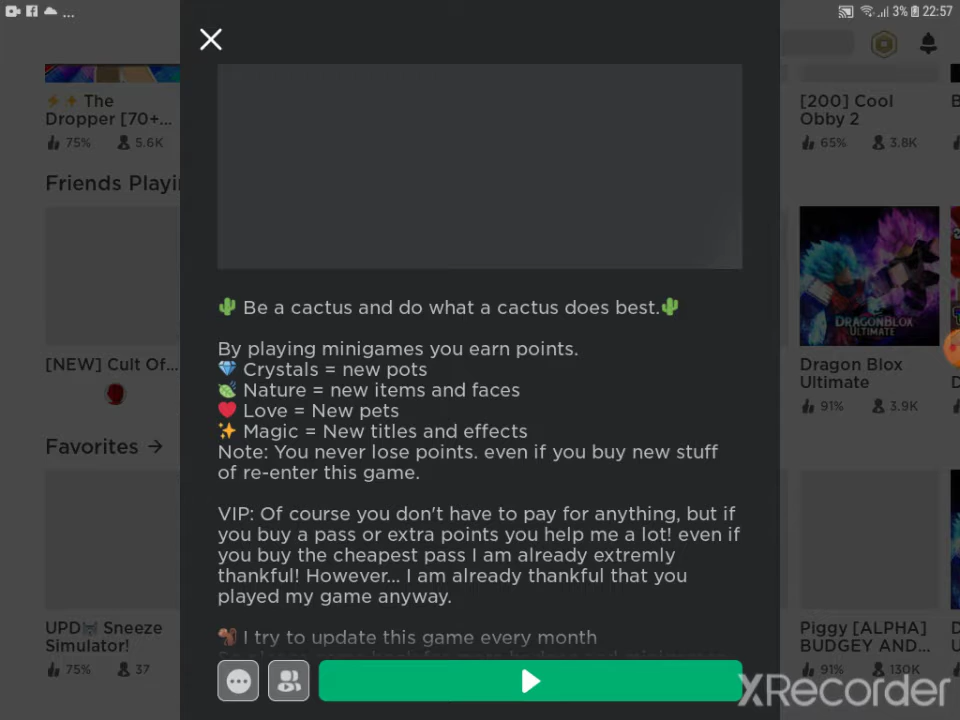 ...
3% 22:57
⚡⚡ The
Dropper [70+...
75% 5.6K
[200] Cool
Obby 2
65% 3.8K
Friends Playi
[NEW] Cult Of...
DRAGONBLOX
ULTIMATE
Dragon Blox
Ultimate
91% 3.9K
Favorites →
UPD🐱 Sneeze
Simulator!
75% 37
Piggy [ALPHA]
BUDGEY AND...
91% 130K
🌵 Be a cactus and do what a cactus does best.🌵
By playing minigames you earn points.
💎 Crystals = new pots
🍃 Nature = new items and faces
❤️ Love = New pets
✨ Magic = New titles and effects
Note: You never lose points. even if you buy new stuff
of re-enter this game.
VIP: Of course you don't have to pay for anything, but if
you buy a pass or extra points you help me a lot! even if
you buy the cheapest pass I am already extremly
thankful! However... I am already thankful that you
played my game anyway.
🐿️ I try to update this game every month
XRecorder